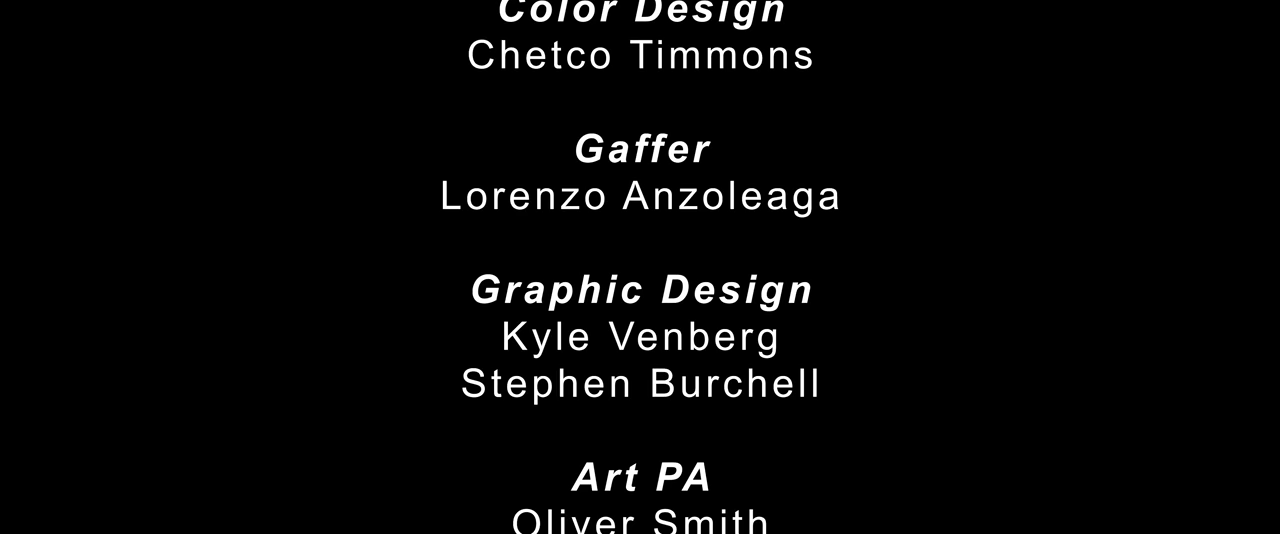 Color Design
Chetco Timmons
Gaffer
Lorenzo Anzoleaga
Graphic Design
Kyle Venberg
Stephen Burchell
Art PA
Oliver Smith